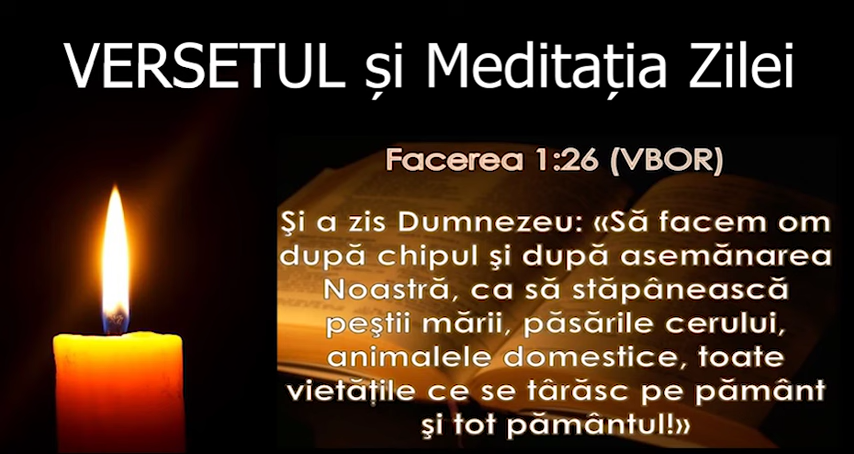 VERSETUL și Meditația Zilei
Facerea 1:26 (VBOR)
Şi a zis Dumnezeu: «Să facem om
după chipul şi după asemănarea
Noastră, ca să stăpânească
peştii mării, păsările cerului,
animalele domestice, toate
vietăţile ce se târăsc pe pământ
şi tot pământul!»